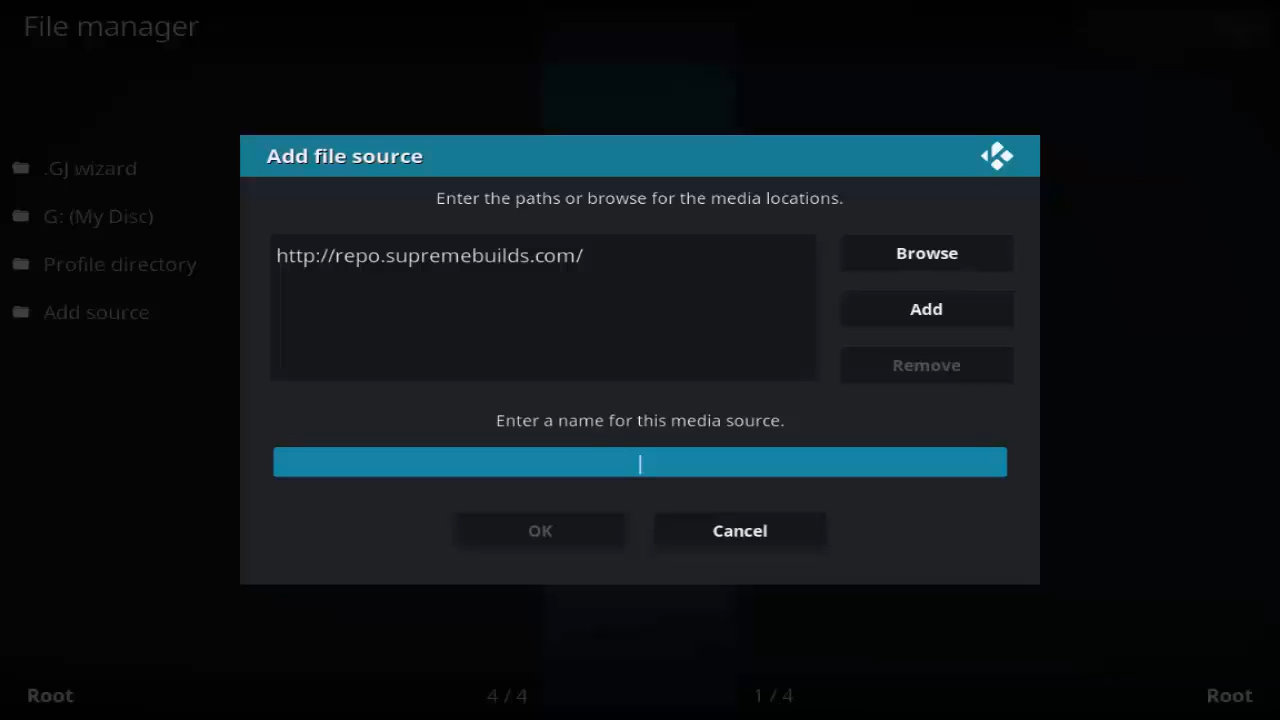 File manager
.GJ wizard
G: (My Disc)
Profile directory
Add source
Add file source
Enter the paths or browse for the media locations.
http://repo.supremebuilds.com/
Browse
Add
Remove
Enter a name for this media source.
OK
Cancel
Root
4 / 4
1 / 4
Root